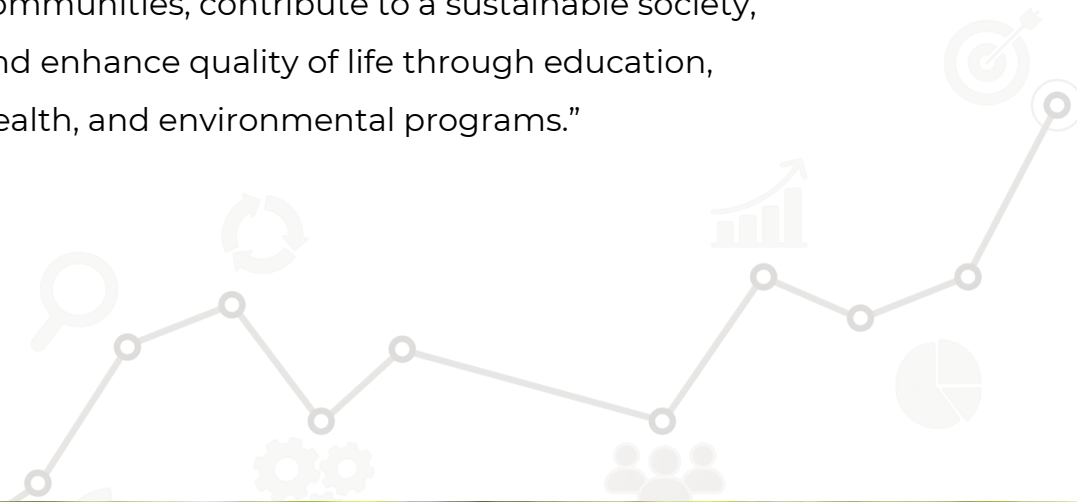 ommunities, contribute to a sustainable society,
nd enhance quality of life through education,
ealth, and environmental programs.”